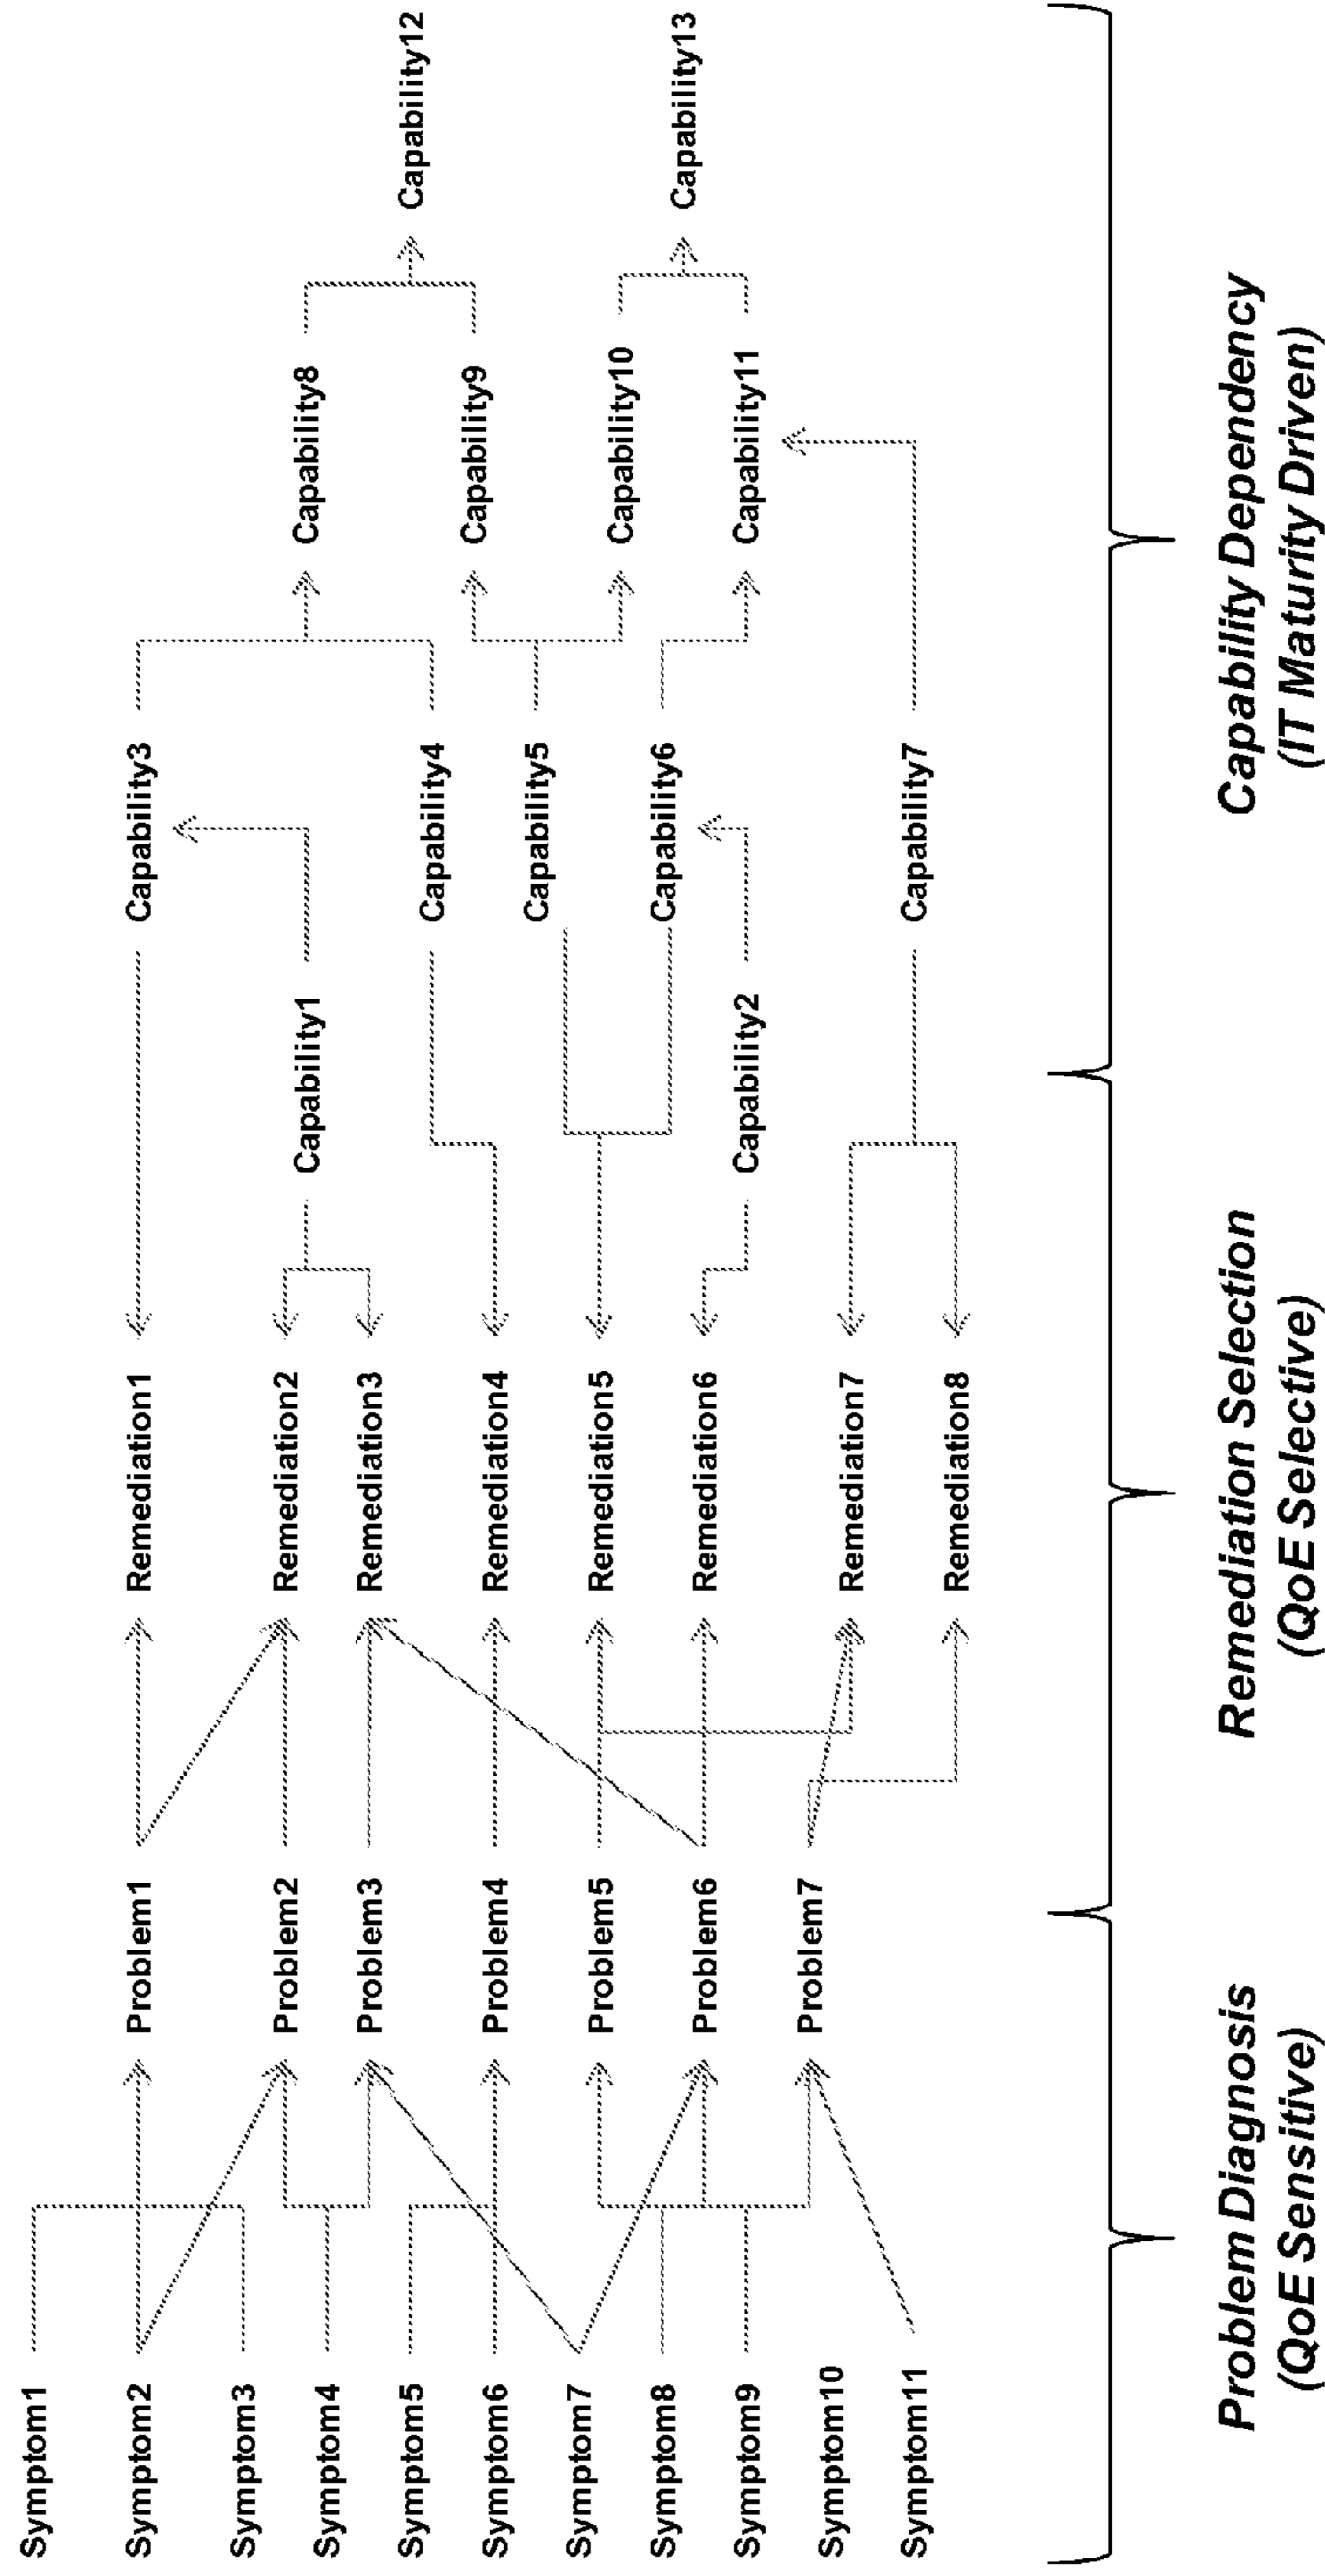 Symptom1
Symptom2
Symptom3
Symptom4
Symptom5
Symptom6
Symptom7
Symptom8
Symptom9
Symptom10
Symptom11
Problem1
Problem2
Problem3
Problem4
Problem5
Problem6
Problem7
Remediation1
Remediation2
Remediation3
Remediation4
Remediation5
Remediation6
Remediation7
Remediation8
Capability1
Capability2
Capability3
Capability4
Capability5
Capability6
Capability7
Capability8
Capability9
Capability10
Capability11
Capability12
Capability13
Problem Diagnosis
(QoE Sensitive)
Remediation Selection
(QoE Selective)
Capability Dependency
(IT Maturity Driven)